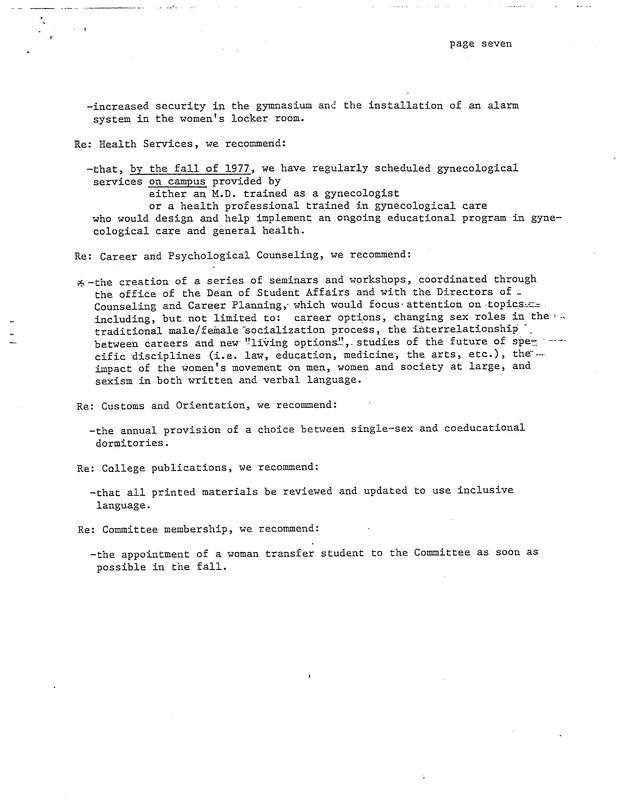 page seven
-increased security in the gymnasium and the installation of an alarm
system in the women's locker room.
Re: Health Services, we recommend:
-that, by the fall of 1977, we have regularly scheduled gynecological
services on campus provided by
either an M.D. trained as a gynecologist
or a health professional trained in gynecological care
who would design and help implement an ongoing educational program in gyne-
cological care and general health.
Re: Career and Psychological Counseling, we recommend:
*-the creation of a series of seminars and workshops, coordinated through
the office of the Dean of Student Affairs and with the Directors of
Counseling and Career Planning, which would focus attention on topics
including, but not limited to: career options, changing sex roles in the
traditional male/female socialization process, the interrelationship
between careers and new "living options", studies of the future of spe-
cific disciplines (i.e. law, education, medicine, the arts, etc.), the
impact of the women's movement on men, women and society at large, and
sexism in both written and verbal language.
Re: Customs and Orientation, we recommend:
-the annual provision of a choice between single-sex and coeducational
dormitories.
Re: College publications, we recommend:
-that all printed materials be reviewed and updated to use inclusive
language.
Re: Committee membership, we recommend:
-the appointment of a woman transfer student to the Committee as soon as
possible in the fall.